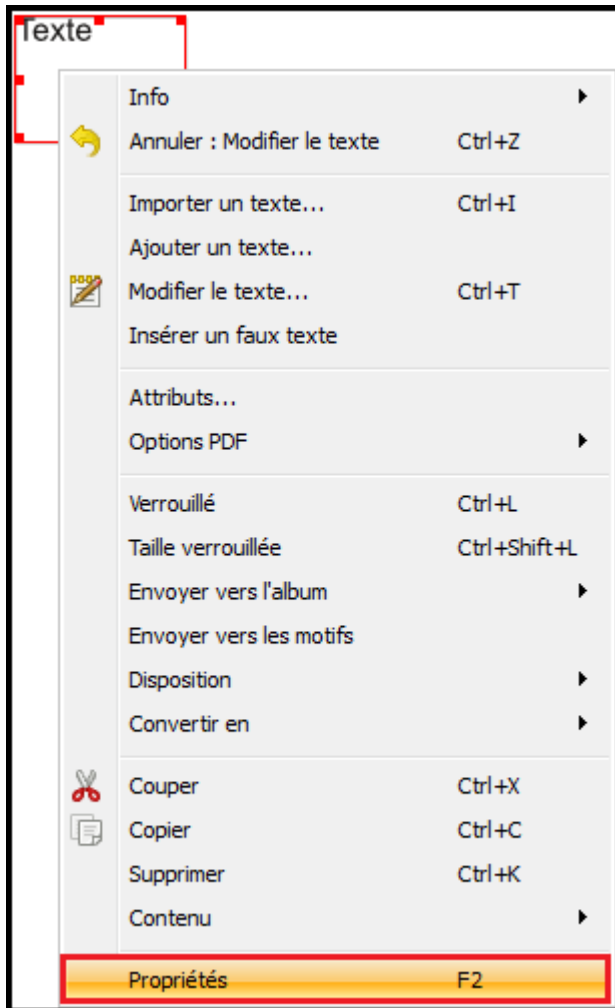 Texte
Info
Annuler : Modifier le texte Ctrl+Z
Importer un texte... Ctrl+I
Ajouter un texte...
Modifier le texte... Ctrl+T
Insérer un faux texte
Attributs...
Options PDF
Verrouillé Ctrl+L
Taille verrouillée Ctrl+Shift+L
Envoyer vers l'album
Envoyer vers les motifs
Disposition
Convertir en
Couper Ctrl+X
Copier Ctrl+C
Supprimer Ctrl+K
Contenu
Propriétés F2